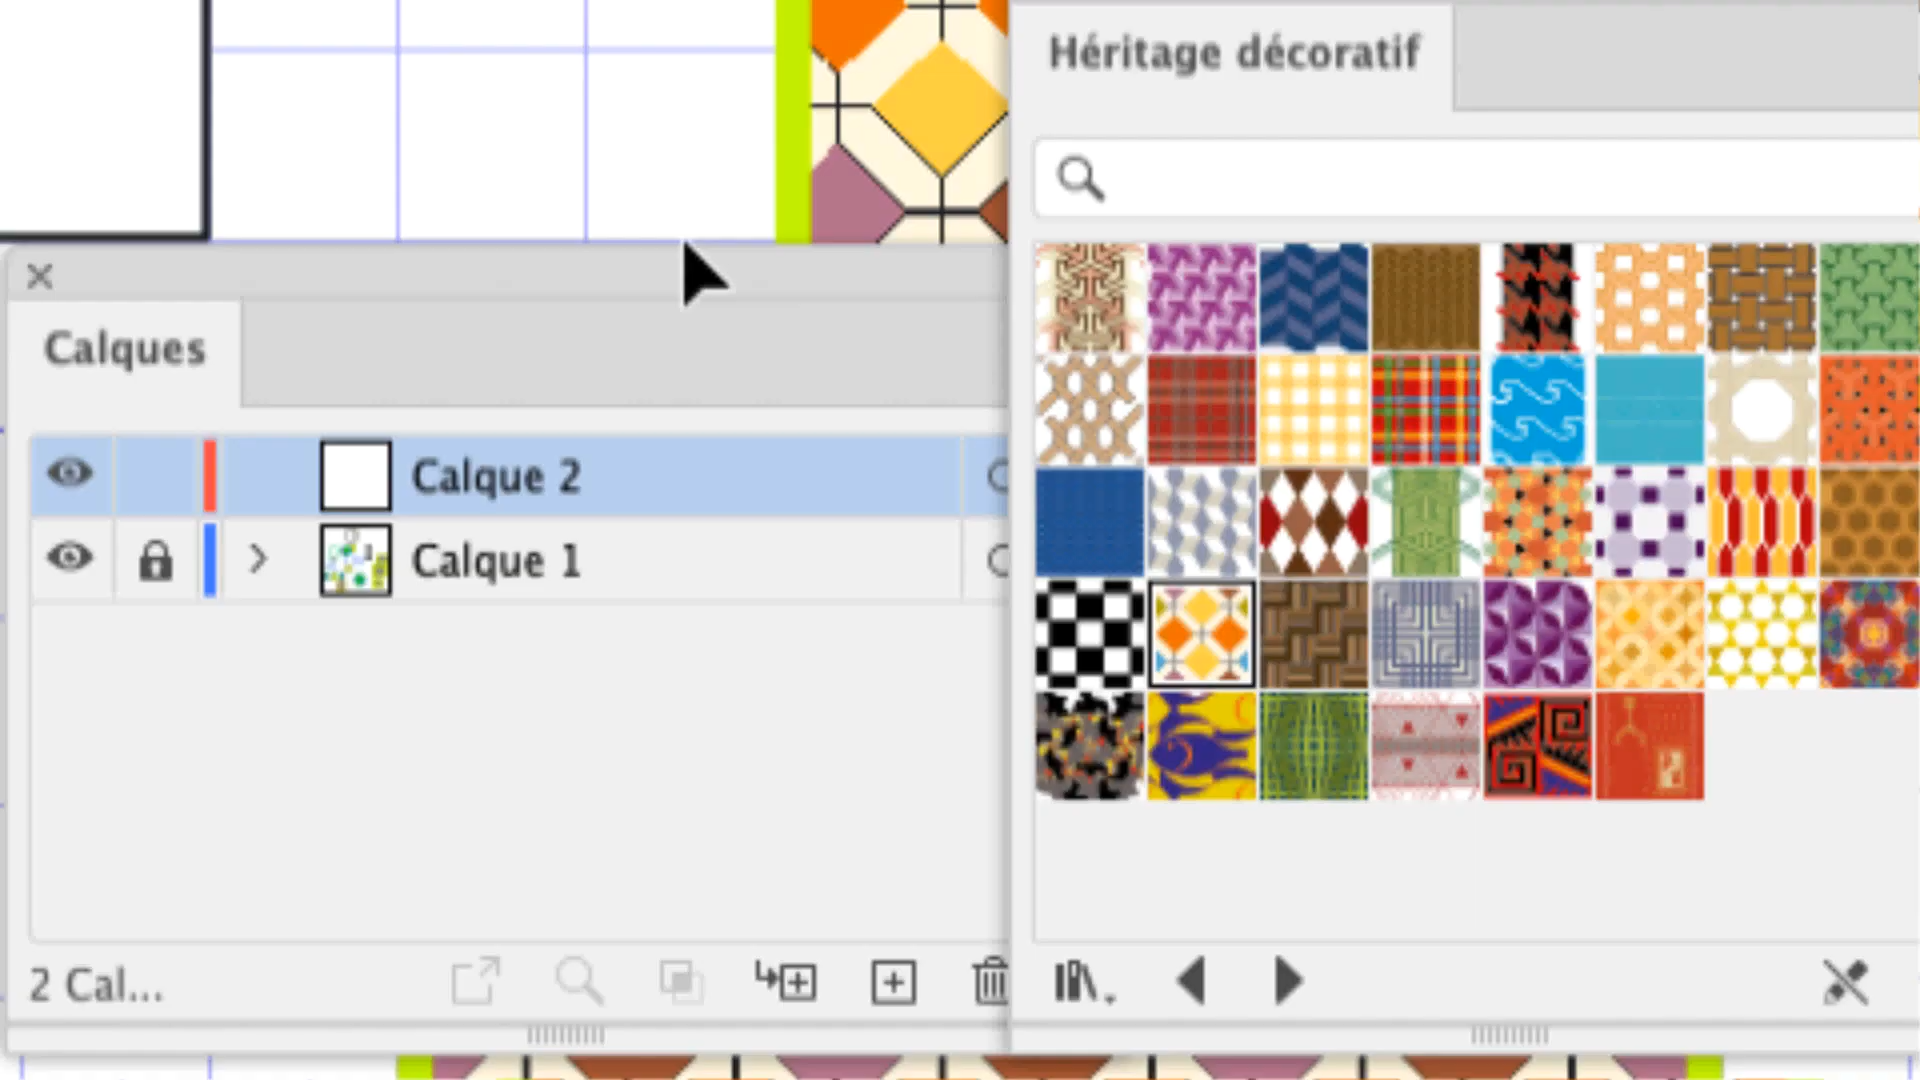 Héritage décoratif
Calques
Calque 2
Calque 1
2 Cal...